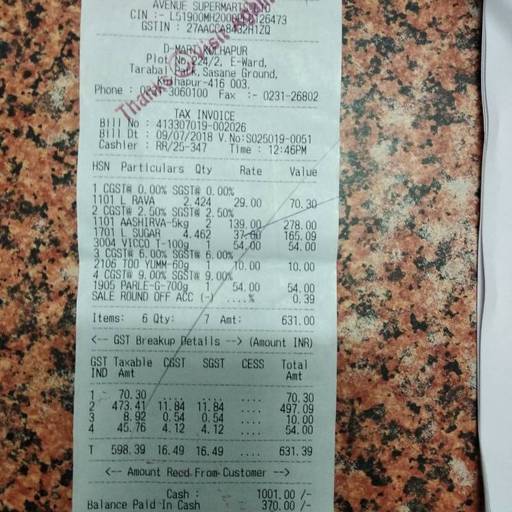 AVENUE SUPERMARTS
CIN :- L51900MH2000 126473
GSTIN : 27AACCA8432H1ZQ
D-MART KOLHAPUR
Plot No. 224/2, E-Ward,
Tarabai Park, Sasane Ground,
Kolhapur-416 003.
Phone : 3060100 Fax :- 0231-26802
Thanks Visit Again
TAX INVOICE
Bill No : 413307019-002026
Bill Dt : 09/07/2018 V.No:S025019-0051
Cashier : RR/25-347 Time : 12:46PM
HSN Particulars Qty Rate Value
1 CGST@ 0.00% SGST@ 0.00%
1101 L RAVA 2.424 29.00 70.30
2 CGST@ 2.50% SGST@ 2.50%
1101 AASHIRVA-5kg 2 139.00 278.00
1701 L SUGAR 4.462 37.00 165.09
3004 VICCO T-100g 1 54.00 54.00
3 CGST@ 6.00% SGST@ 6.00%
2106 TOO YUMM-60g 1 10.00 10.00
4 CGST@ 9.00% SGST@ 9.00%
1905 PARLE-G-700g 1 54.00 54.00
SALE ROUND OFF ACC (-) ....% 0.39
Items: 6 Qty: 7 Amt: 631.00
<-- GST Breakup Details --> (Amount INR)
GST Taxable CGST SGST CESS Total
IND Amt Amt
1 70.30 .... .... .... 70.30
2 473.41 11.84 11.84 .... 497.09
3 8.92 0.54 0.54 .... 10.00
4 45.76 4.12 4.12 .... 54.00
T 598.39 16.49 16.49 .... 631.39
<-- Amount Recd From Customer -->
Cash : 1001.00 /-
Balance Paid In Cash 370.00 /-